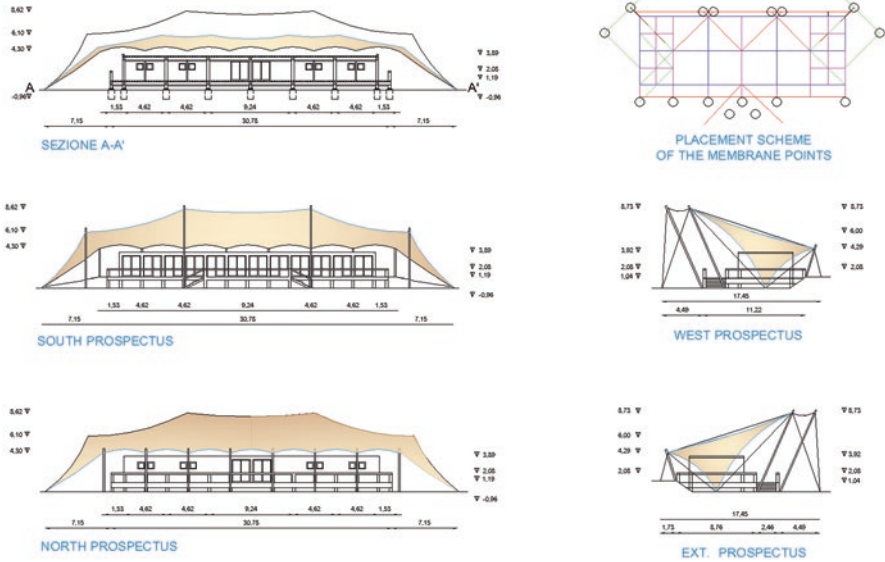 8,62
6,10
4,30
3,89
2,08
1,19
A
A'
-0,96
-0,96
1,53 4,62 4,62 9,24 4,62 4,62 1,53
7,15 30,78 7,15
SEZIONE A-A'
PLACEMENT SCHEME
OF THE MEMBRANE POINTS
8,62
6,10
4,30
3,89
2,08
1,19
-0,96
1,53 4,62 4,62 9,24 4,62 4,62 1,53
7,15 30,78 7,15
SOUTH PROSPECTUS
8,73
3,92
2,08
1,04
8,73
6,00
4,29
2,08
17,45
4,49 11,22
WEST PROSPECTUS
8,62
6,10
4,30
3,89
2,08
1,19
-0,96
1,53 4,62 4,62 9,24 4,62 4,62 1,53
7,15 30,78 7,15
NORTH PROSPECTUS
8,73
6,00
4,29
2,08
8,73
3,92
2,08
1,04
17,45
1,73 8,76 2,46 4,49
EXT. PROSPECTUS